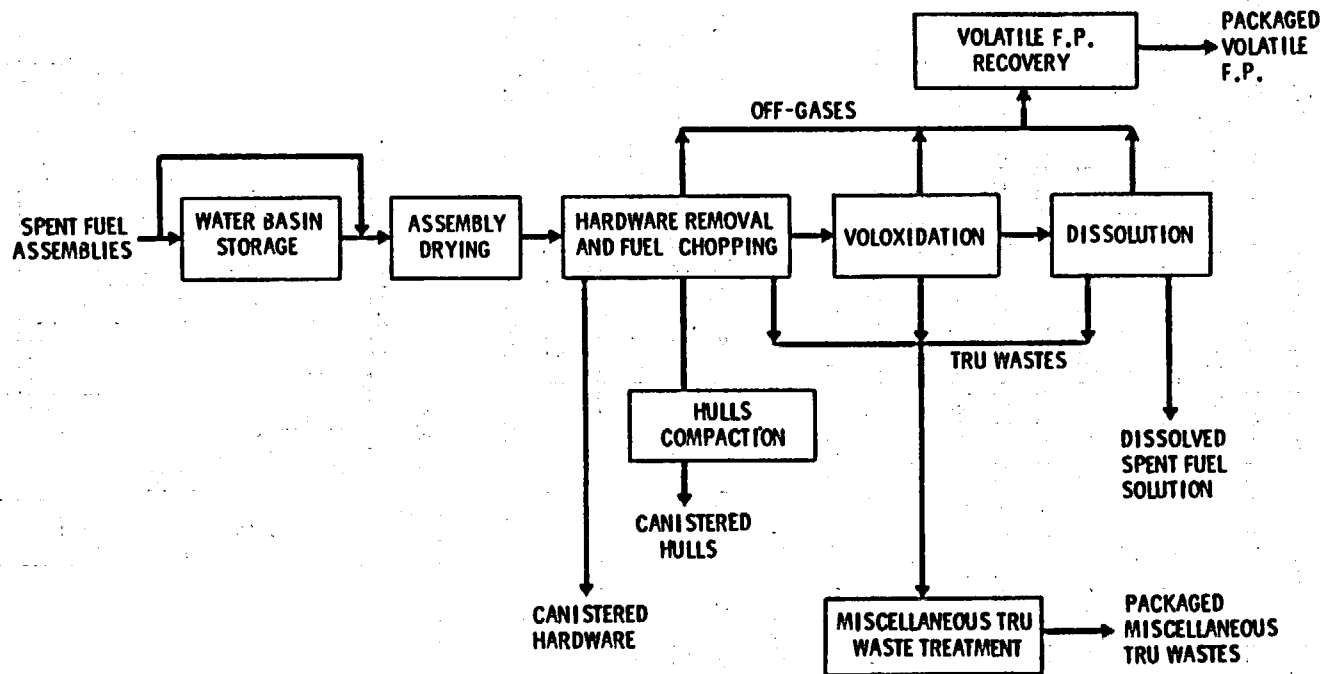 VOLATILE F.P.
RECOVERY
PACKAGED
VOLATILE
F.P.
OFF-GASES
SPENT FUEL
ASSEMBLIES
WATER BASIN
STORAGE
ASSEMBLY
DRYING
HARDWARE REMOVAL
AND FUEL CHOPPING
VOLOXIDATION
DISSOLUTION
TRU WASTES
HULLS
COMPACTION
DISSOLVED
SPENT FUEL
SOLUTION
CANISTERED
HULLS
CANISTERED
HARDWARE
MISCELLANEOUS TRU
WASTE TREATMENT
PACKAGED
MISCELLANEOUS
TRU WASTES